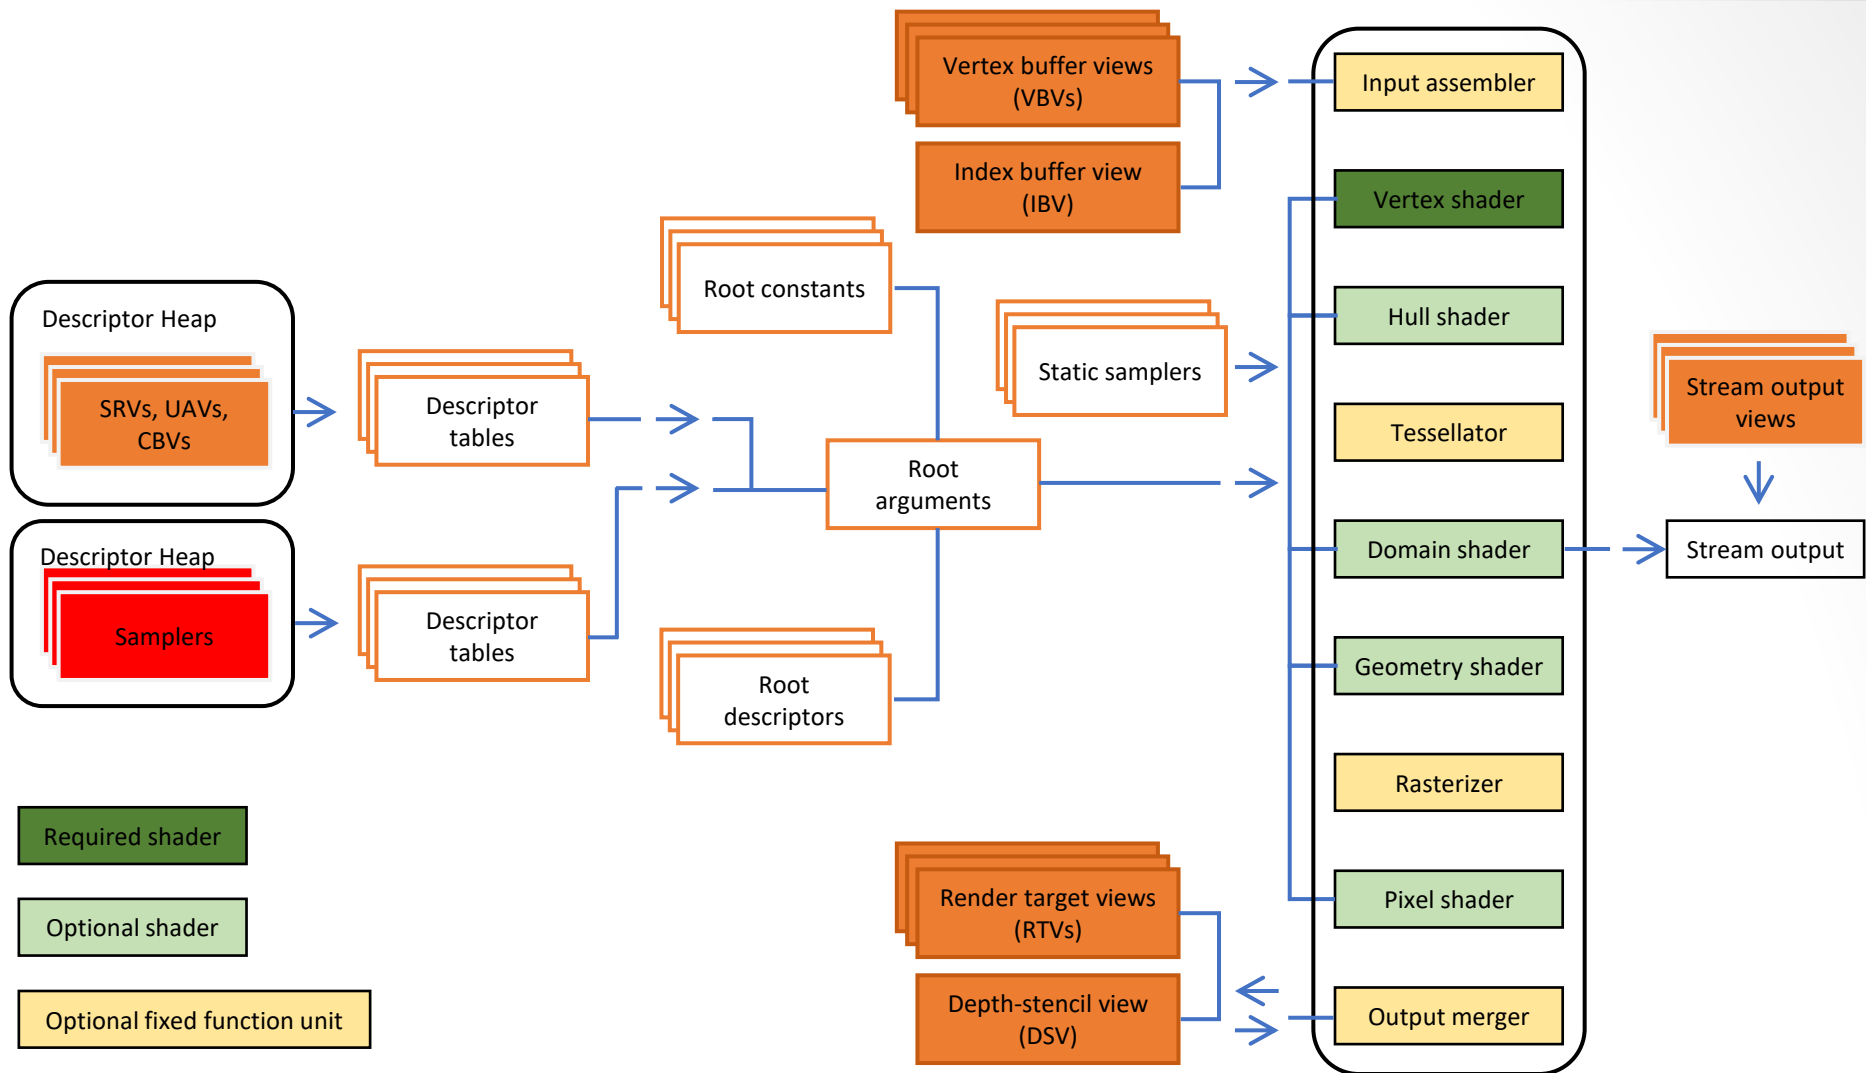 Vertex buffer views
(VBVs)
Index buffer view
(IBV)
Input assembler
Vertex shader
Hull shader
Tessellator
Domain shader
Geometry shader
Rasterizer
Pixel shader
Output merger
Root constants
Static samplers
Descriptor Heap
SRVs, UAVs,
CBVs
Descriptor
tables
Root
arguments
Stream output
views
Stream output
Descriptor Heap
Samplers
Descriptor
tables
Root
descriptors
Render target views
(RTVs)
Depth-stencil view
(DSV)
Required shader
Optional shader
Optional fixed function unit